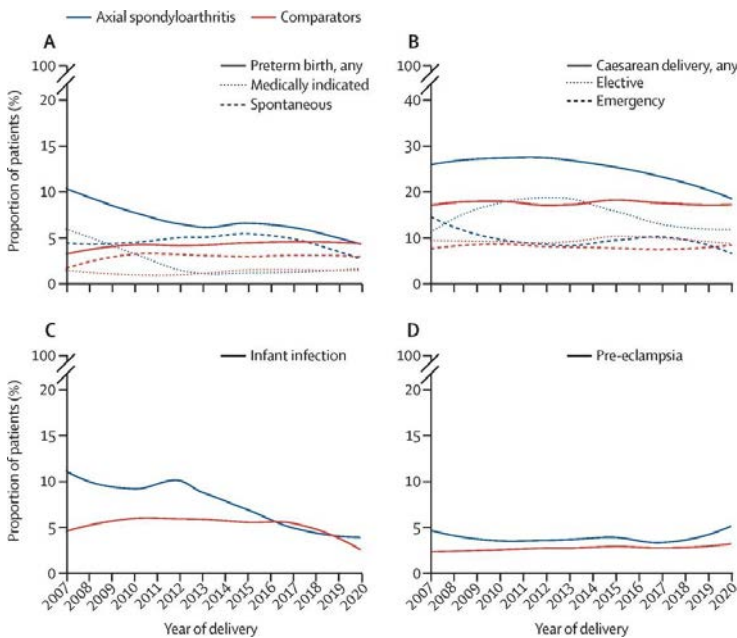 Axial spondyloarthritis Comparators
A
Preterm birth, any
Medically indicated
Spontaneous
100
20
15
10
5
0
Proportion of patients (%)
B
Caesarean delivery, any
Elective
Emergency
100
40
30
20
10
0
C
Infant infection
100
20
15
10
5
0
Proportion of patients (%)
2007 2008 2009 2010 2011 2012 2013 2014 2015 2016 2017 2018 2019 2020
Year of delivery
D
Pre-eclampsia
100
20
15
10
5
0
2007 2008 2009 2010 2011 2012 2013 2014 2015 2016 2017 2018 2019 2020
Year of delivery